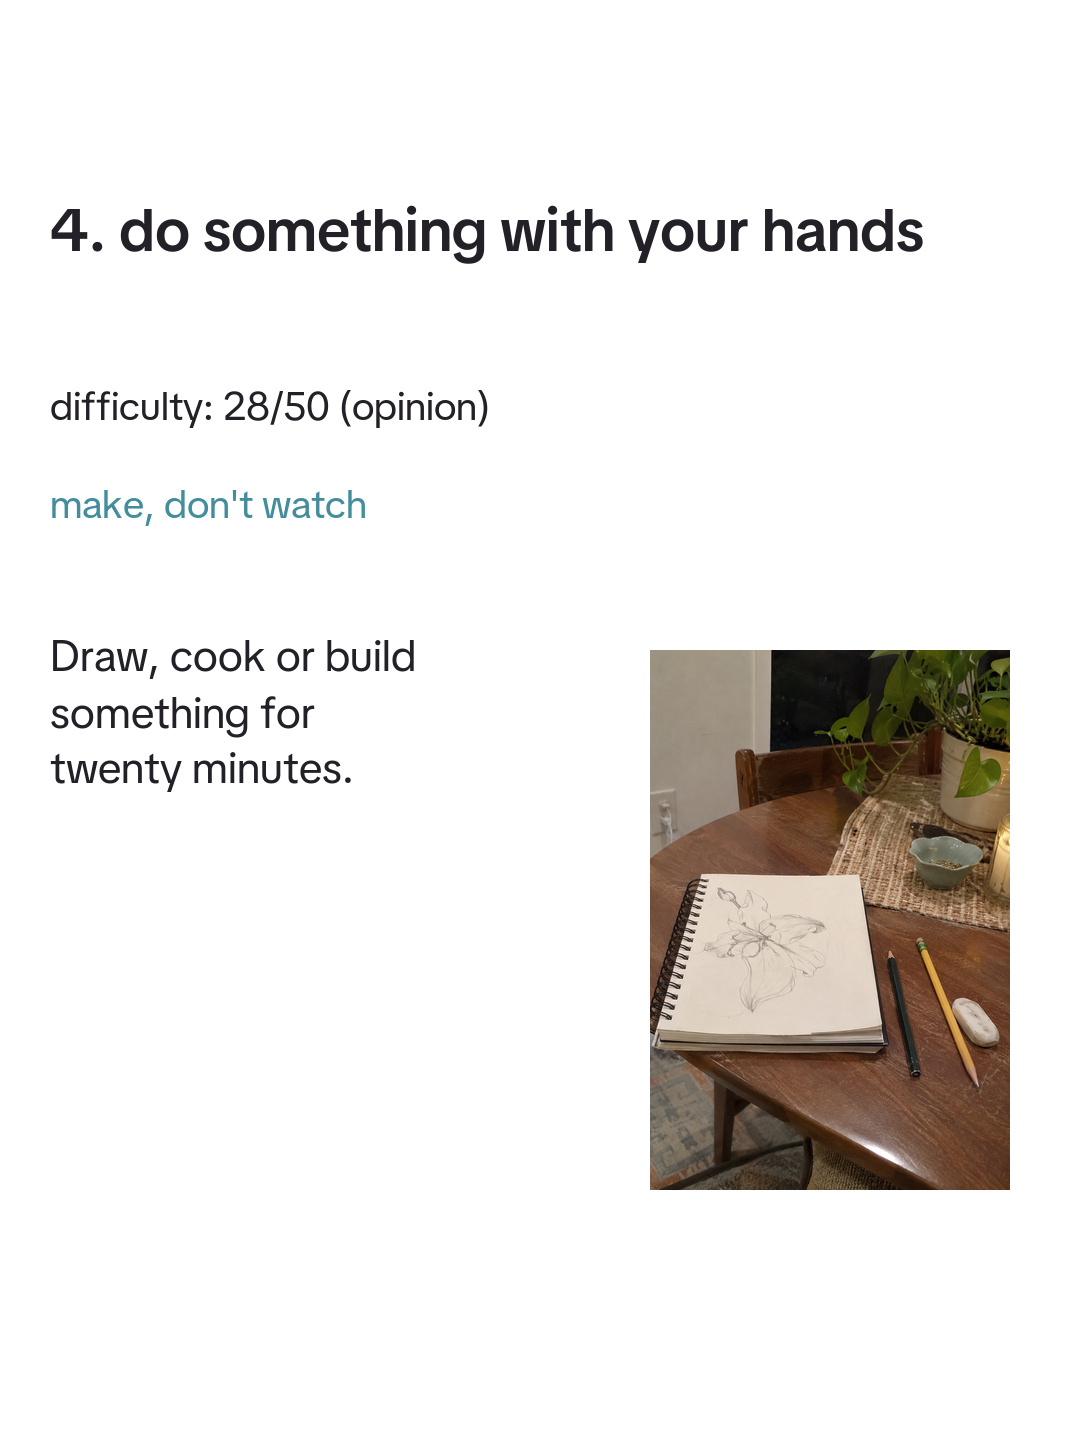 4. do something with your hands
difficulty: 28/50 (opinion)
make, don't watch
Draw, cook or build
something for
twenty minutes.